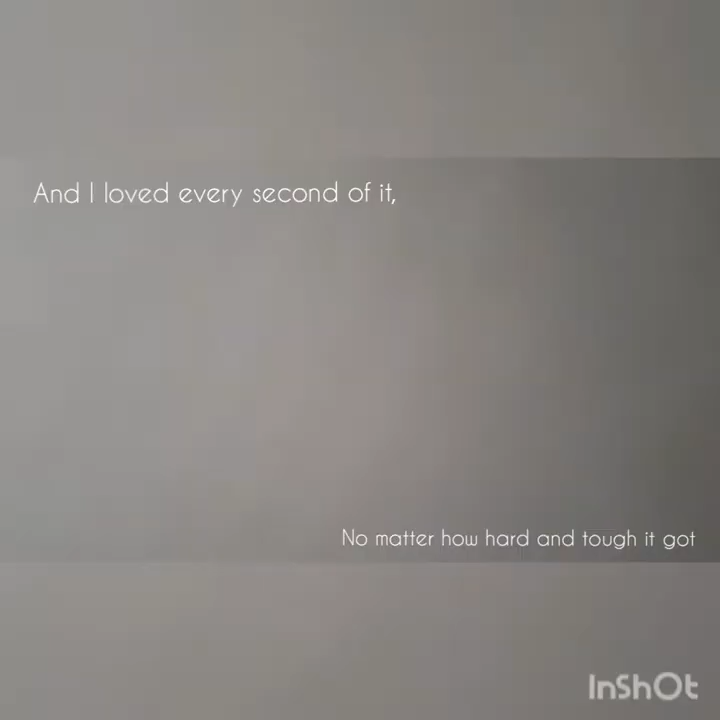 And I loved every second of it,
No matter how hard and tough it got
InShOt